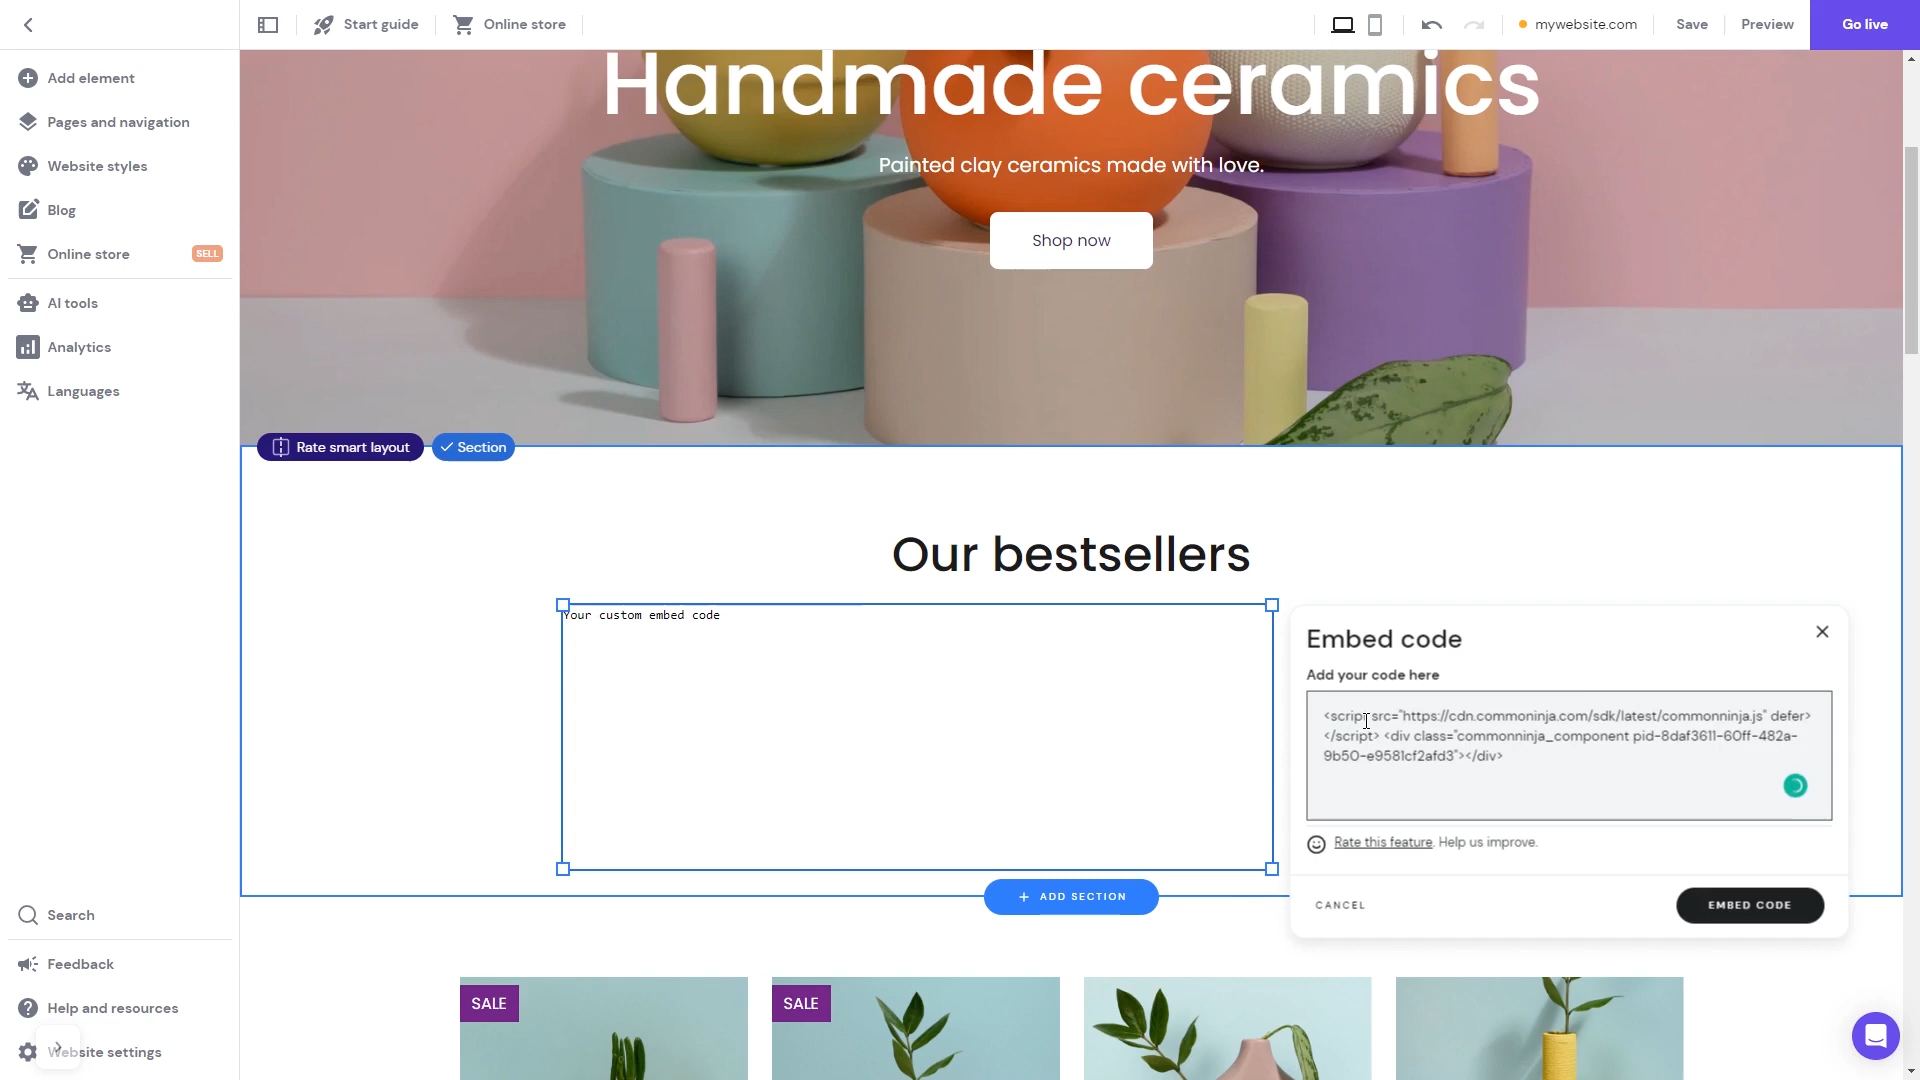 Start guide
Online store
mywebsite.com
Save
Preview
Go live
Add element
Pages and navigation
Website styles
Blog
Online store
SELL
AI tools
Analytics
Languages
Search
Feedback
Help and resources
Website settings
Handmade ceramics
Painted clay ceramics made with love.
Shop now
Rate smart layout
Section
Our bestsellers
Your custom embed code
Embed code
Add your code here
<script src="https://cdn.commoninja.com/sdk/latest/commonninja.js" defer>
</script> <div class="commonninja_component pid-8daf3611-60ff-482a-
9b50-e9581cf2afd3"></div>
Rate this feature. Help us improve.
CANCEL
EMBED CODE
+ ADD SECTION
SALE
SALE